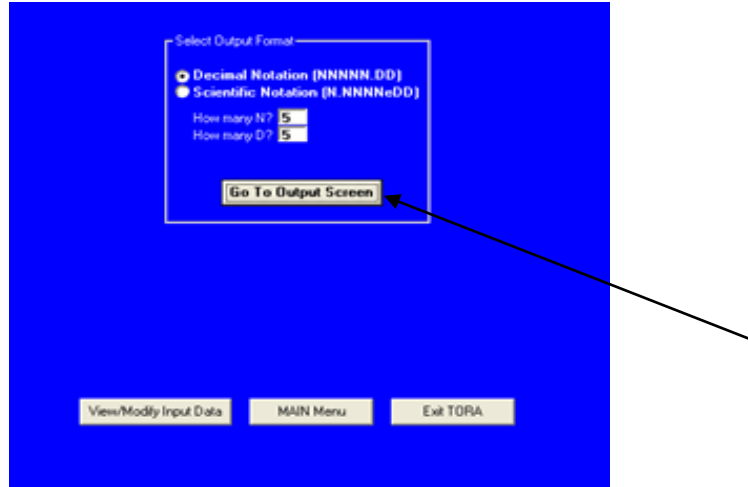 Select Output Format
Decimal Notation (NNNNN.DD)
Scientific Notation (N.NNNNeDD)
How many N? 5
How many D? 5
Go To Output Screen
View/Modify Input Data MAIN Menu Exit TORA